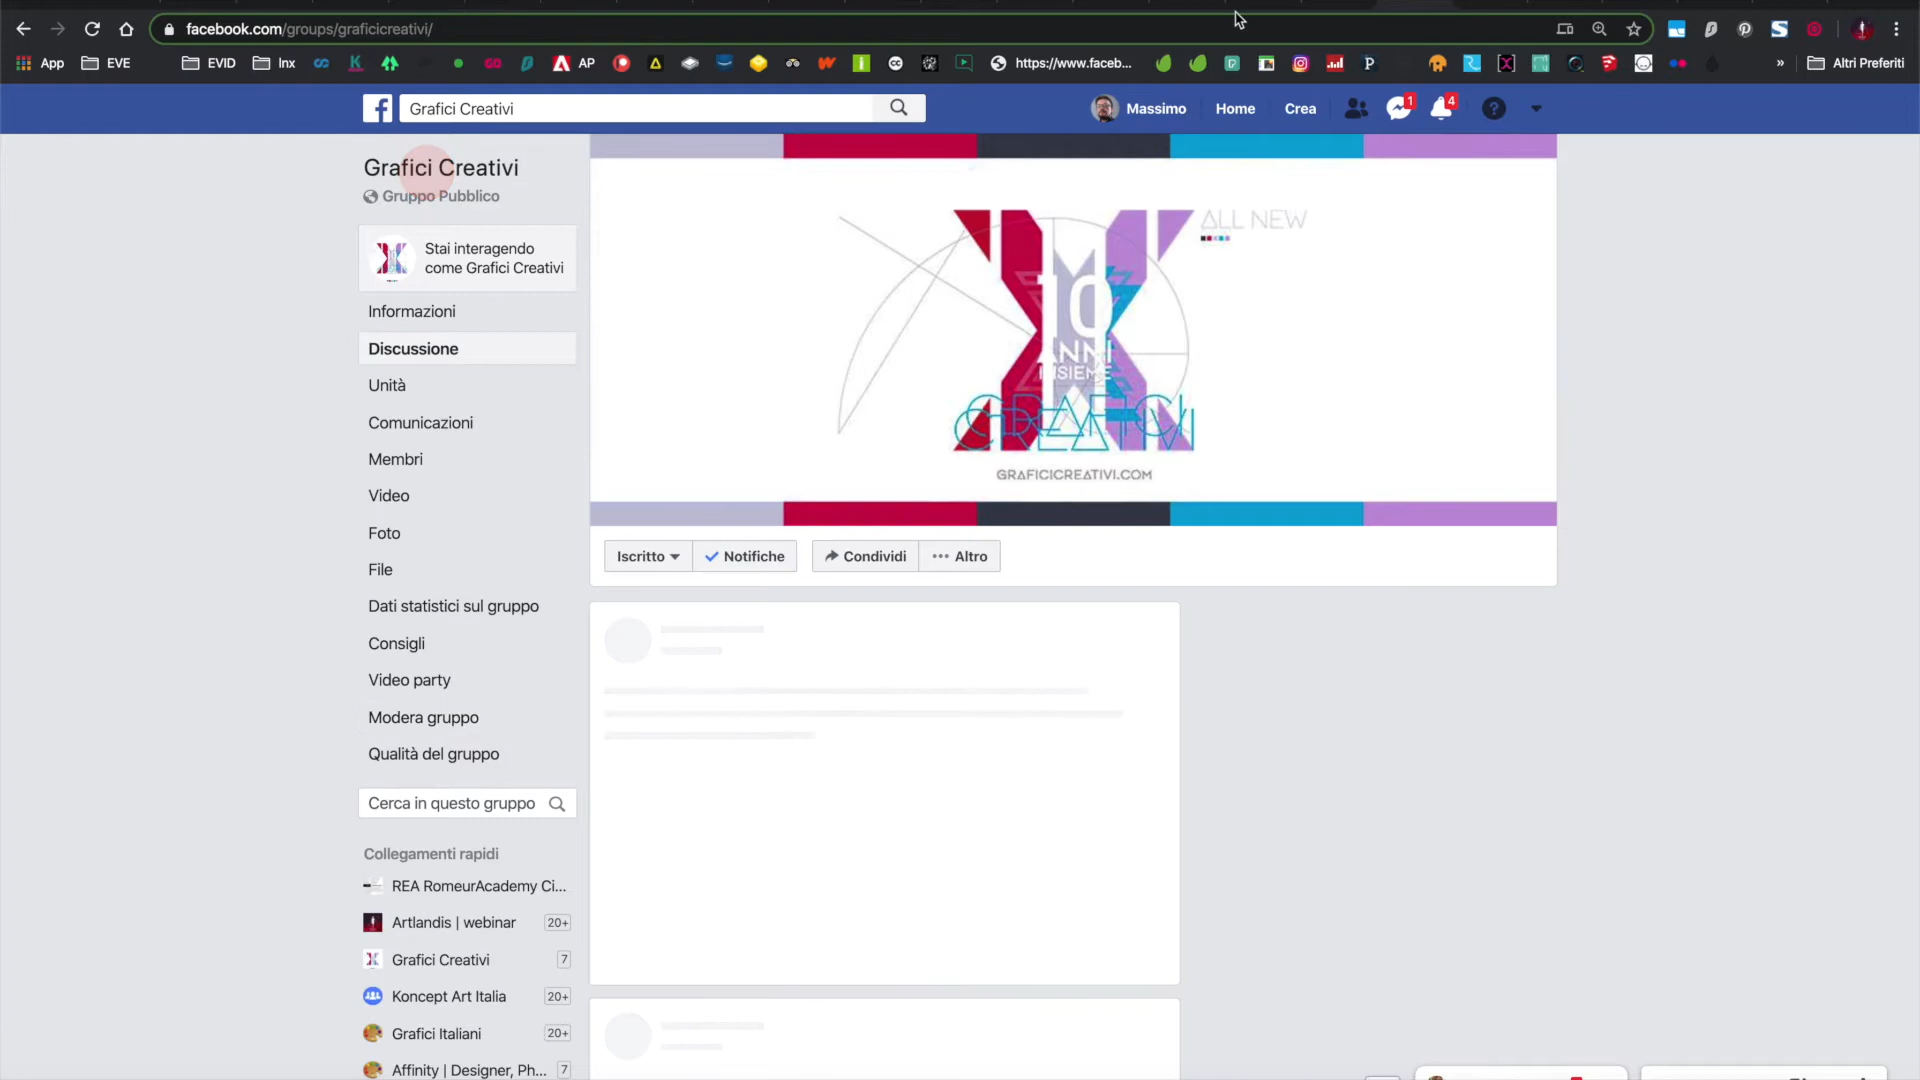 facebook.com/groups/graficicreativi/
App
EVE
EVID
Inx
AP
https://www.faceb...
Altri Preferiti
Grafici Creativi
Massimo
Home
Crea
1
4
Grafici Creativi
Gruppo Pubblico
Stai interagendo
come Grafici Creativi
Informazioni
Discussione
Unità
Comunicazioni
Membri
Video
Foto
File
Dati statistici sul gruppo
Consigli
Video party
Modera gruppo
Qualità del gruppo
Cerca in questo gruppo
Collegamenti rapidi
REA RomeurAcademy Ci...
Artlandis | webinar 20+
Grafici Creativi 7
Koncept Art Italia 20+
Grafici Italiani 20+
Affinity | Designer, Ph... 7
ALL NEW
10
ANNI
INSIEME
GRAFICI
CREATIVI
GRAFICICREATIVI.COM
Iscritto
Notifiche
Condividi
Altro